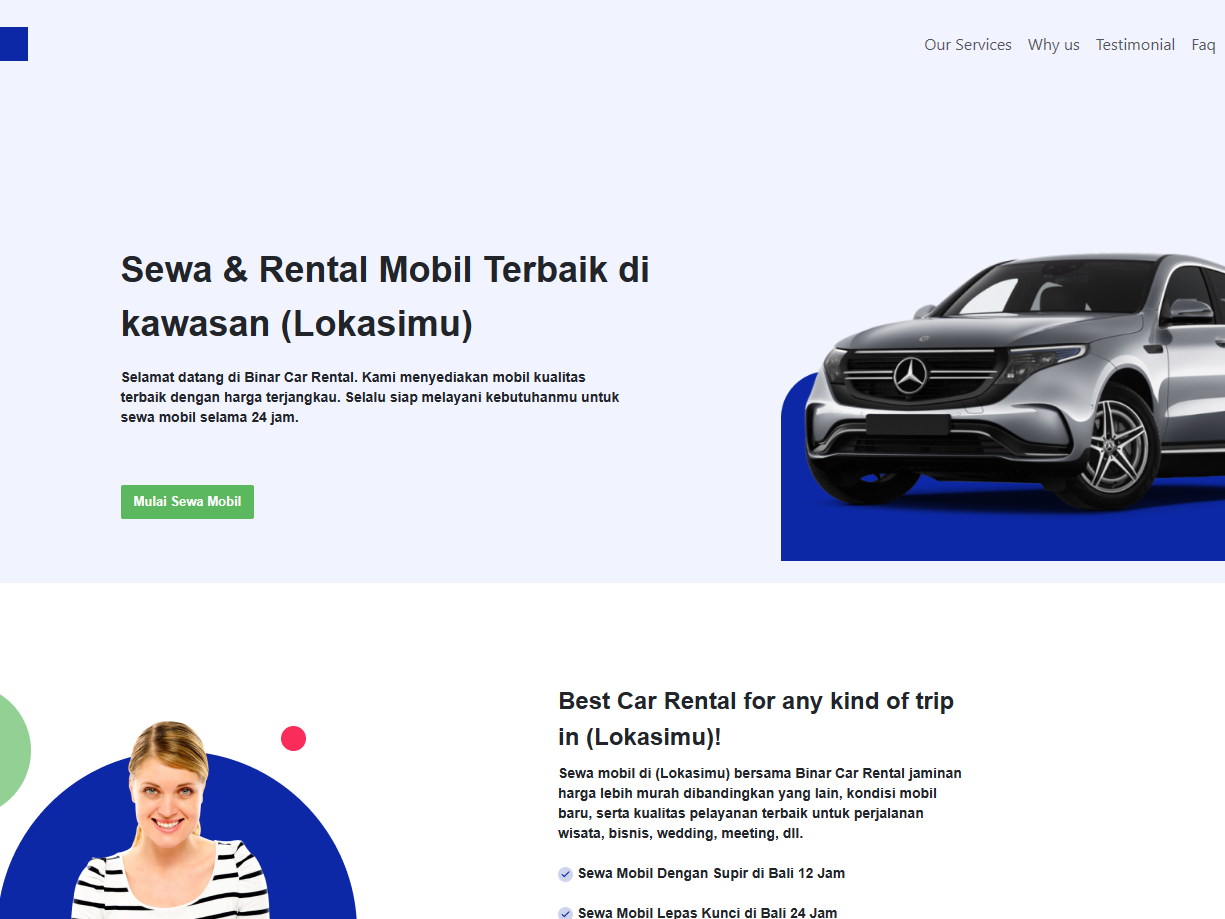 Our Services Why us Testimonial Faq
Sewa & Rental Mobil Terbaik di
kawasan (Lokasimu)
Selamat datang di Binar Car Rental. Kami menyediakan mobil kualitas
terbaik dengan harga terjangkau. Selalu siap melayani kebutuhanmu untuk
sewa mobil selama 24 jam.
Mulai Sewa Mobil
Best Car Rental for any kind of trip
in (Lokasimu)!
Sewa mobil di (Lokasimu) bersama Binar Car Rental jaminan
harga lebih murah dibandingkan yang lain, kondisi mobil
baru, serta kualitas pelayanan terbaik untuk perjalanan
wisata, bisnis, wedding, meeting, dll.
Sewa Mobil Dengan Supir di Bali 12 Jam
Sewa Mobil Lepas Kunci di Bali 24 Jam